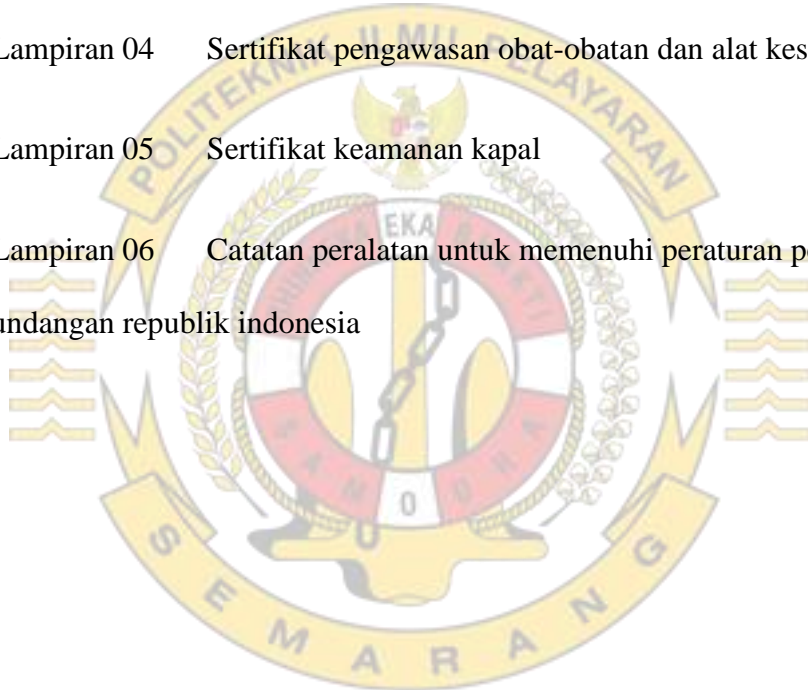 Lampiran 04 Sertifikat pengawasan obat-obatan dan alat kes
Lampiran 05 Sertifikat keamanan kapal
Lampiran 06 Catatan peralatan untuk memenuhi peraturan pe
undangan republik indonesia
POLITEKNIK ILMU PELAYARAN
EKA
SEMARANG